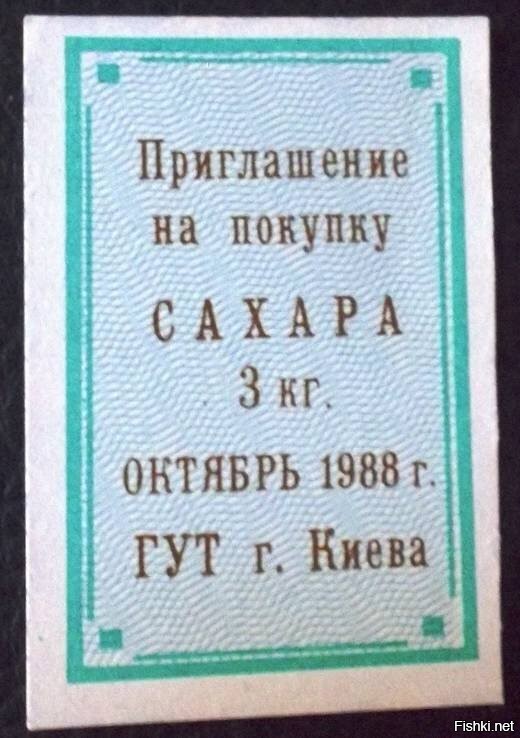 Приглашение
на покупку
САХАРА
3 кг.
ОКТЯБРЬ 1988 г.
ГУТ г. Киева
Fishki.net